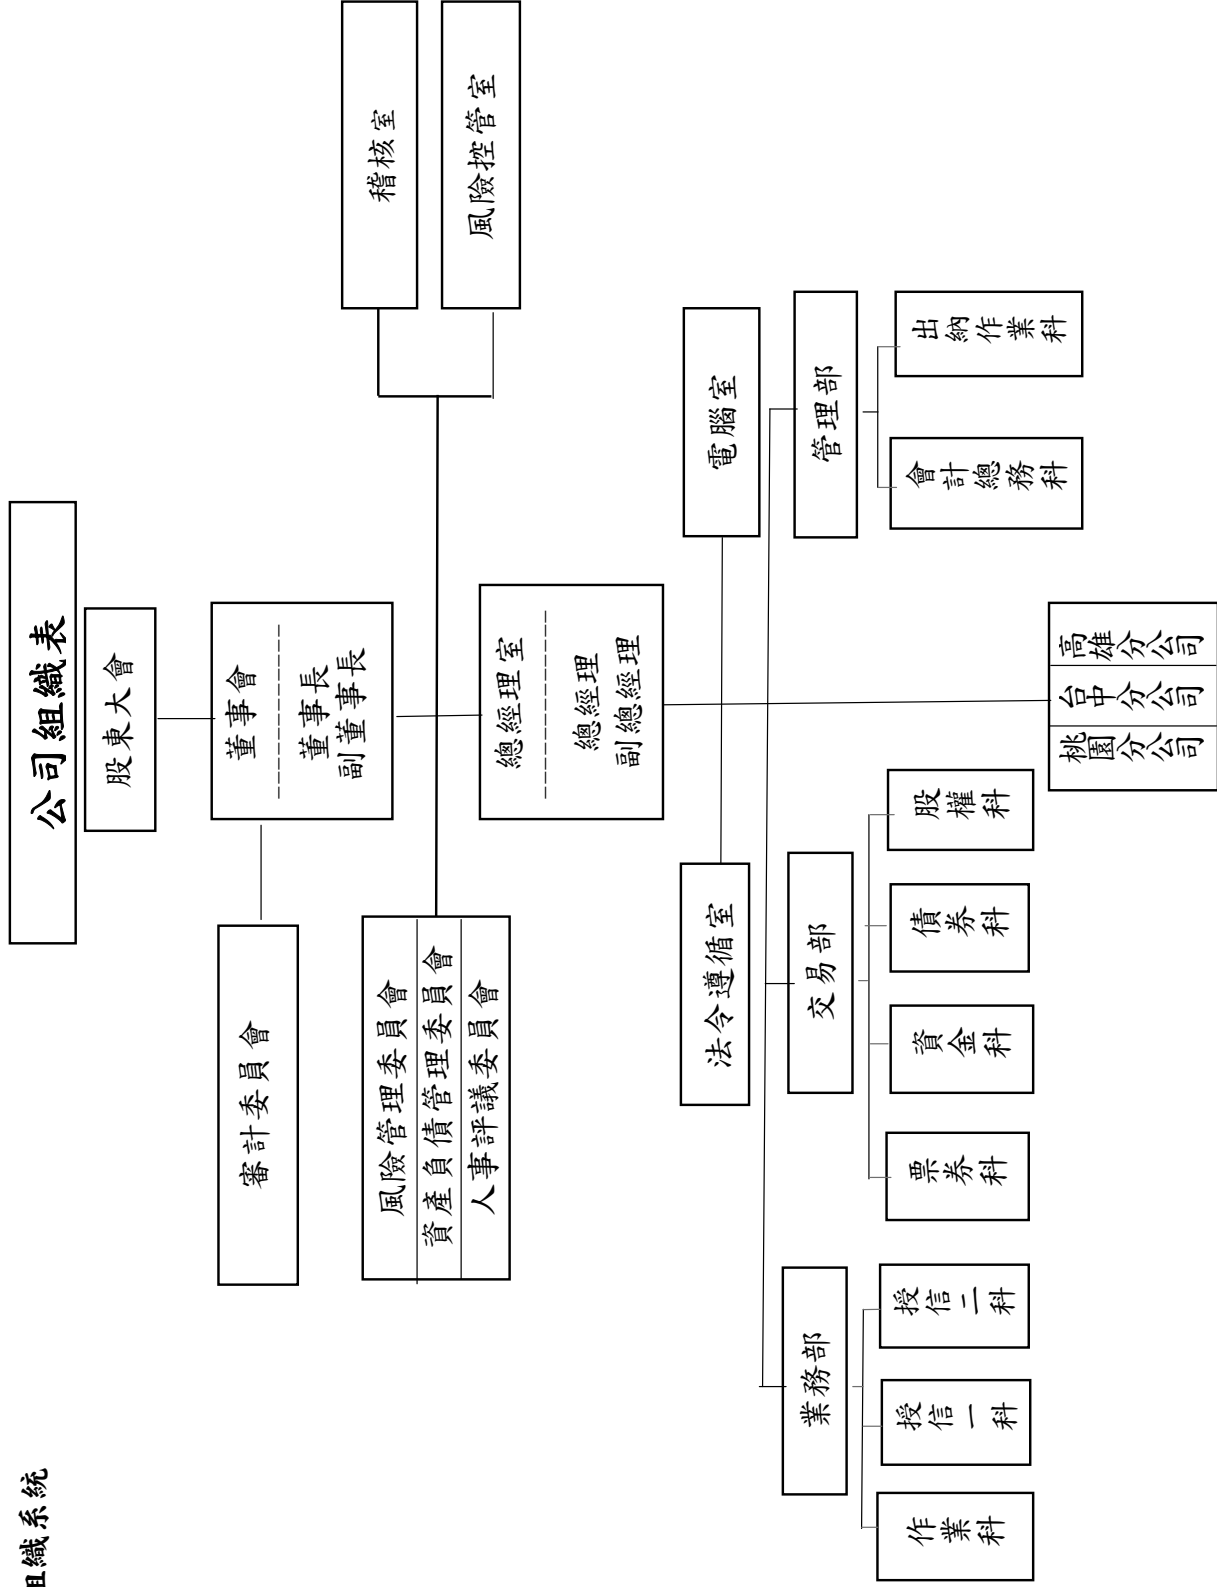 組織系統
公司組織表
股東大會
董事會
董事長
副董事長
審計委員會
風險管理委員會
資產負債管理委員會
人事評議委員會
稽核室
風險控管室
總經理室
總經理
副總經理
法令遵循室
電腦室
業務部
交易部
管理部
作業科
授信一科
授信二科
票券科
資金科
債券科
股權科
會計總務科
出納作業科
桃園分公司
台中分公司
高雄分公司